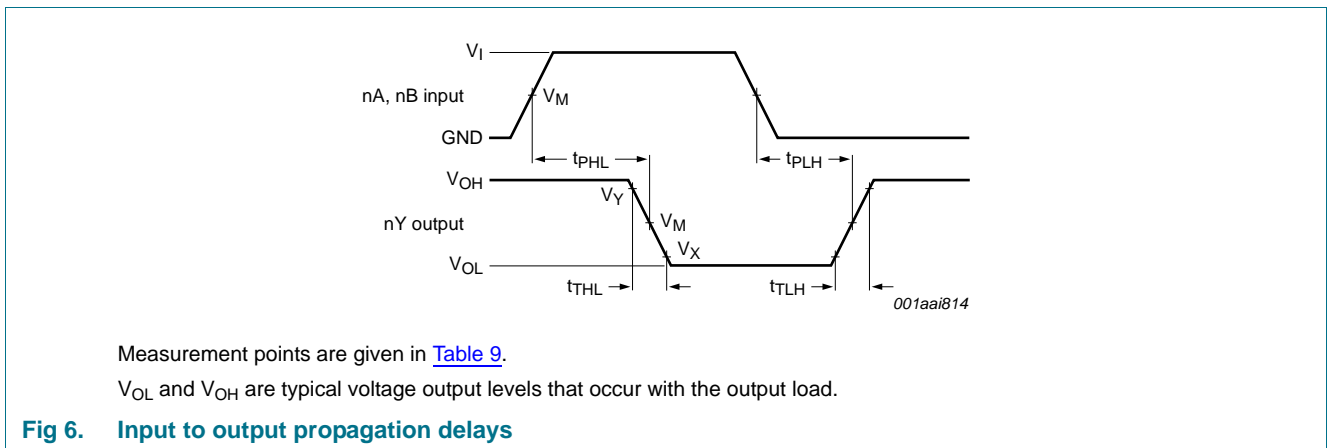 V_I
nA, nB input
V_M
GND
t_PHL
t_PLH
V_OH
V_Y
nY output
V_M
V_X
V_OL
t_THL
t_TLH
001aai814
Measurement points are given in Table 9.
V_OL and V_OH are typical voltage output levels that occur with the output load.
Fig 6. Input to output propagation delays